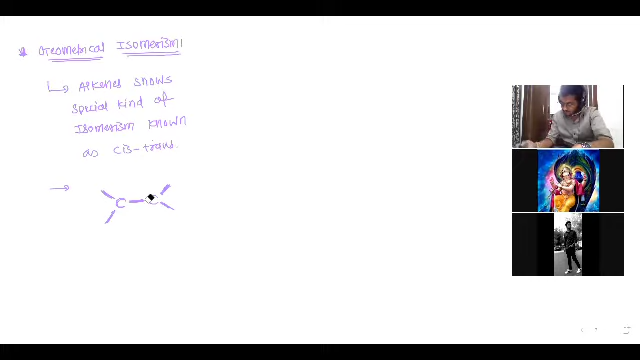 * Geometrical Isomerism
↳ Alkenes shows
special kind of
Isomerism known
as cis-trans.
→
C - C